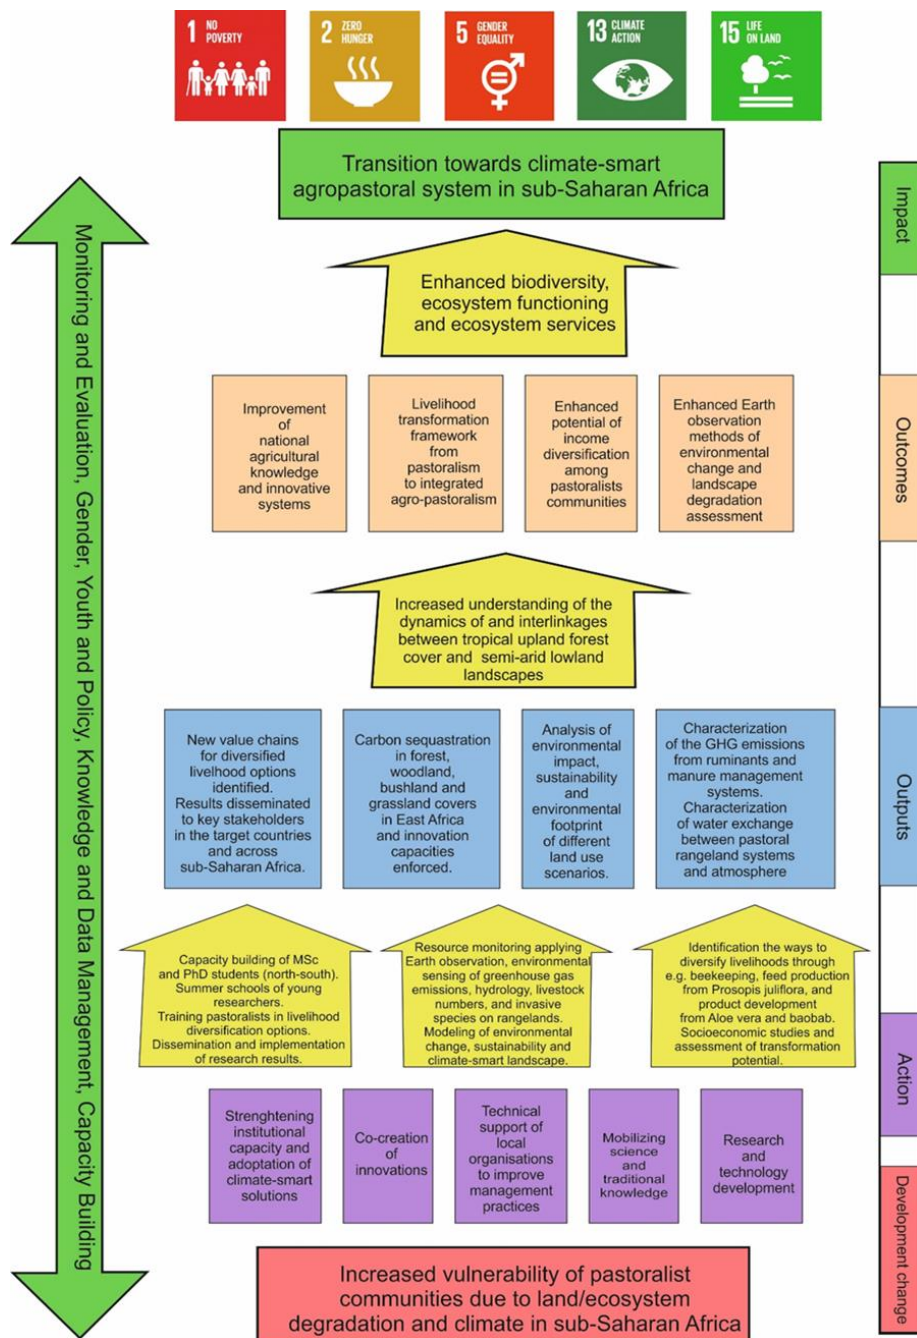 1 NO
POVERTY
2 ZERO
HUNGER
5 GENDER
EQUALITY
13 CLIMATE
ACTION
15 LIFE
ON LAND
Transition towards climate-smart
agropastoral system in sub-Saharan Africa
Impact
Monitoring and Evaluation, Gender, Youth and Policy, Knowledge and Data Management, Capacity Building
Enhanced biodiversity,
ecosystem functioning
and ecosystem services
Improvement
of
national
agricultural
knowledge
and innovative
systems
Livelihood
transformation
framework
from
pastoralism
to integrated
agro-pastoralism
Enhanced
potential of
income
diversification
among
pastoralists
communities
Enhanced Earth
observation
methods of
environmental
change and
landscape
degradation
assessment
Outcomes
Increased understanding of the
dynamics of and interlinkages
between tropical upland forest
cover and semi-arid lowland
landscapes
New value chains
for diversified
livelhood options
identified.
Results disseminated
to key stakeholders
in the target countries
and across
sub-Saharan Africa.
Carbon sequastration
in forest,
woodland,
bushland and
grassland covers
in East Africa
and innovation
capacities
enforced.
Analysis of
environmental
impact,
sustainability
and
environmental
footprint
of different
land use
scenarios.
Characterization
of the GHG emissions
from ruminants and
manure management
systems.
Characterization
of water exchange
between pastoral
rangeland systems
and atmosphere
Outputs
Capacity building of MSc
and PhD students (north-south).
Summer schools of young
researchers.
Training pastoralists in livelihood
diversification options.
Dissemination and implementation
of research results.
Resource monitoring applying
Earth observation, environmental
sensing of greenhouse gas
emissions, hydrology, livestock
numbers, and invasive
species on rangelands.
Modeling of environmental
change, sustainability and
climate-smart landscape.
Identification the ways to
diversify livelihoods through
e.g. beekeeping, feed production
from Prosopis juliflora, and
product development
from Aloe vera and baobab.
Socioeconomic studies and
assessment of transformation
potential.
Action
Strenghtening
institutional
capacity and
adoptation of
climate-smart
solutions
Co-creation
of
innovations
Technical
support of
local
organisations
to improve
management
practices
Mobilizing
science
and
traditional
knowledge
Research
and
technology
development
Development change
Increased vulnerability of pastoralist
communities due to land/ecosystem
degradation and climate in sub-Saharan Africa